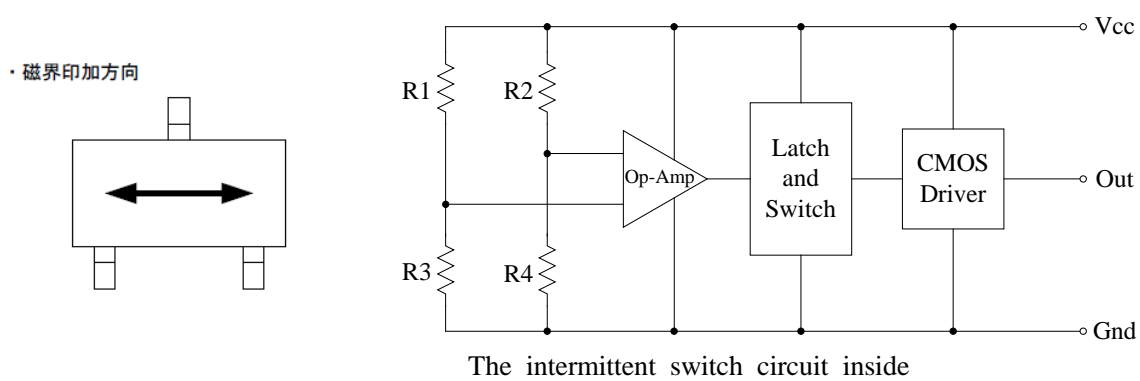 ・磁界印加方向
Vcc
R1
R2
Op-Amp
Latch
and
Switch
CMOS
Driver
Out
R3
R4
Gnd
The intermittent switch circuit inside